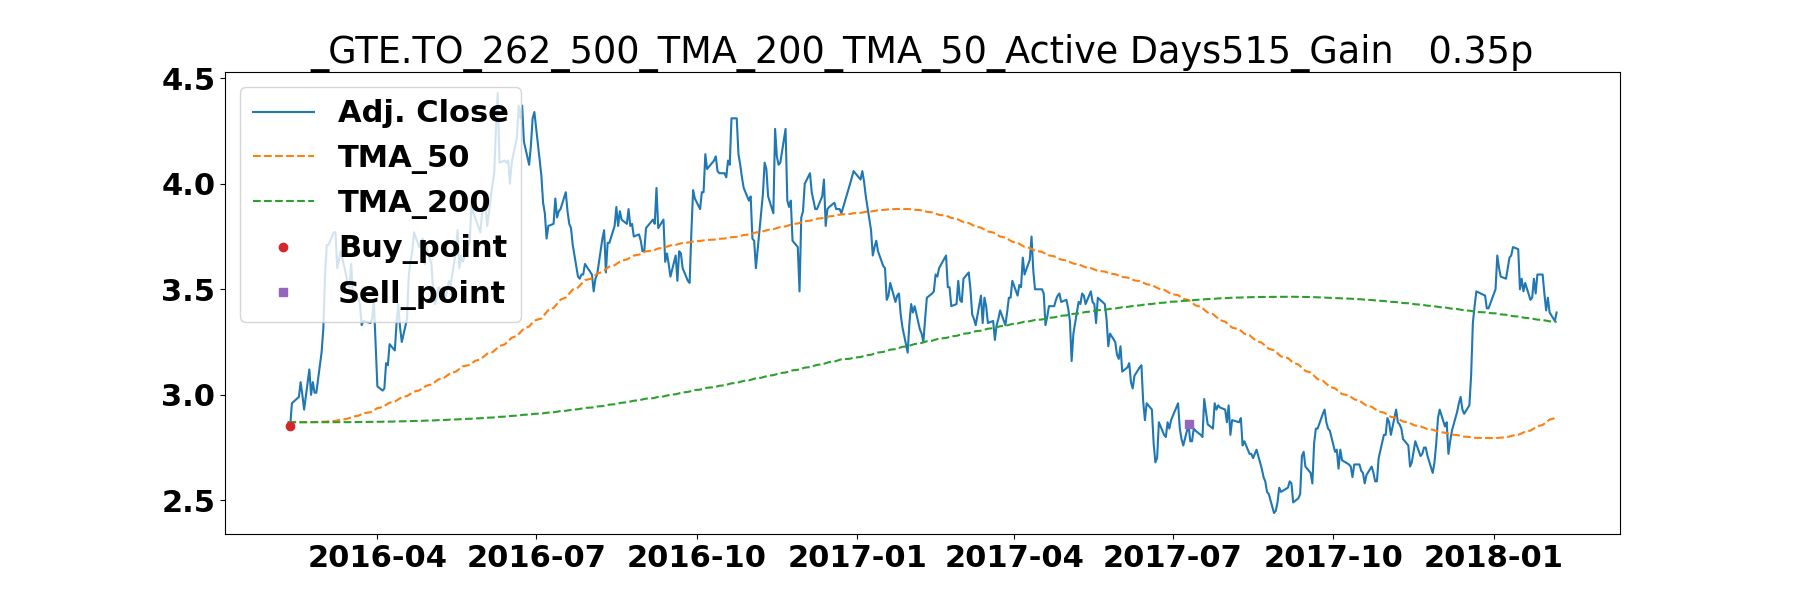 _GTE.TO_262_500_TMA_200_TMA_50_Active Days515_Gain   0.35p
4.5
4.0
3.5
3.0
2.5
Adj. Close
TMA_50
TMA_200
Buy_point
Sell_point
2016-04 2016-07 2016-10 2017-01 2017-04 2017-07 2017-10 2018-01